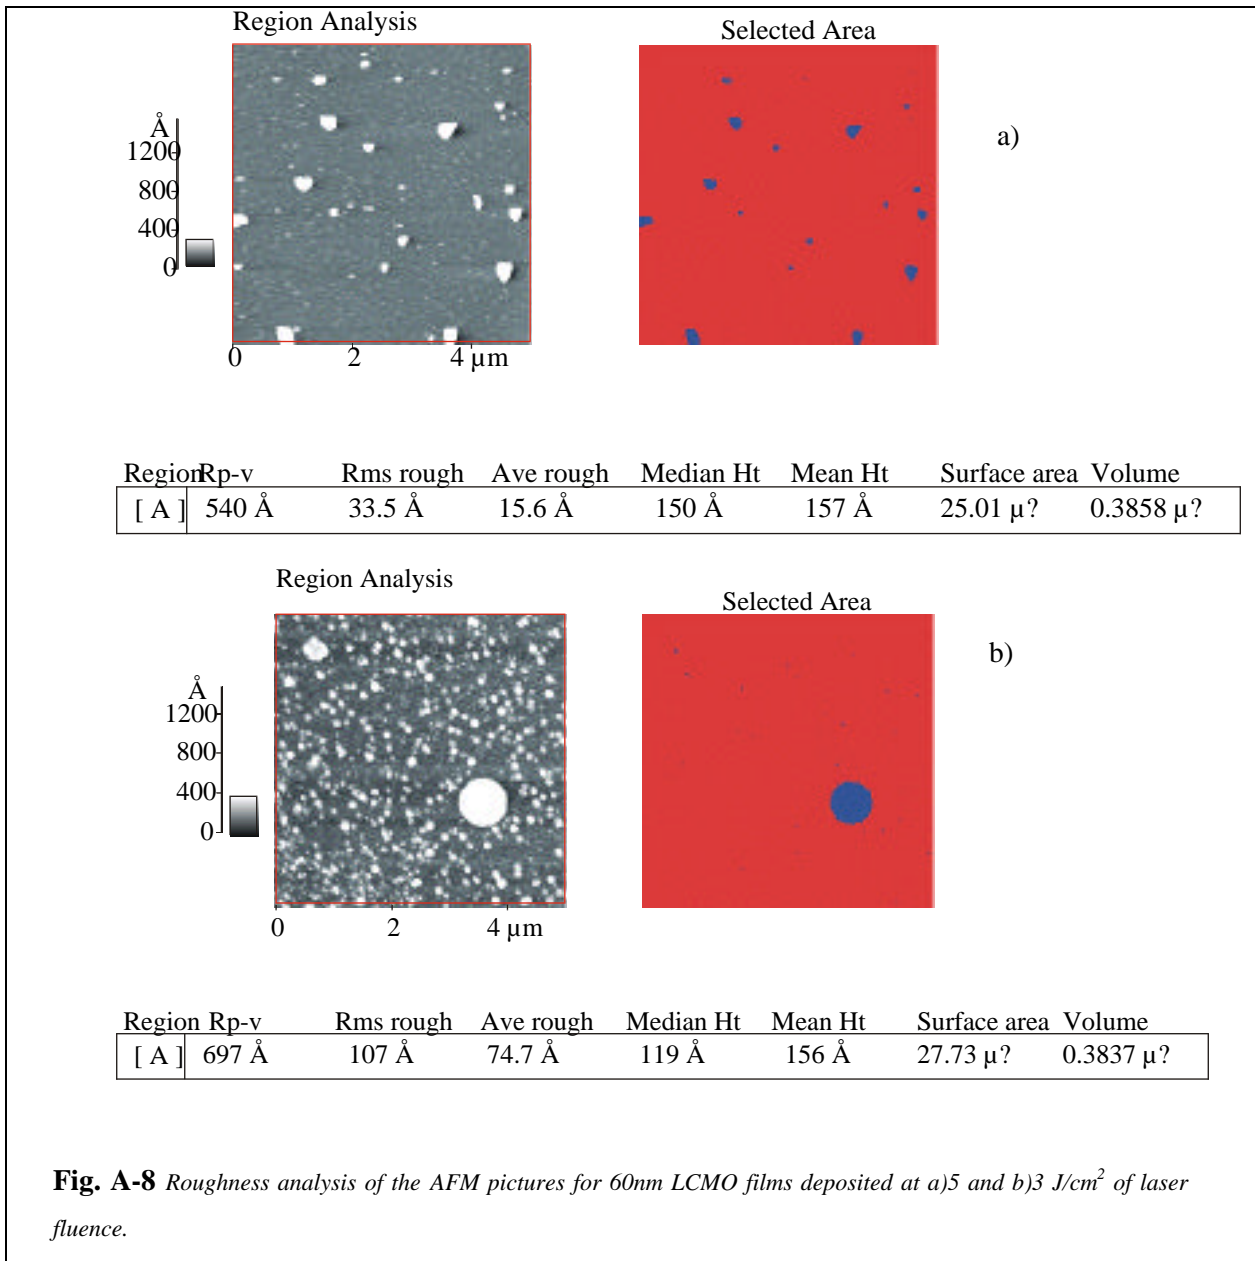 Region Analysis
Selected Area
a)
Å
1200
800
400
0
0 2 4 µm
Region Rp-v Rms rough Ave rough Median Ht Mean Ht Surface area Volume
[ A ] 540 Å 33.5 Å 15.6 Å 150 Å 157 Å 25.01 µ? 0.3858 µ?
Region Analysis
Selected Area
b)
Å
1200
800
400
0
0 2 4 µm
Region Rp-v Rms rough Ave rough Median Ht Mean Ht Surface area Volume
[ A ] 697 Å 107 Å 74.7 Å 119 Å 156 Å 27.73 µ? 0.3837 µ?
Fig. A-8 Roughness analysis of the AFM pictures for 60nm LCMO films deposited at a)5 and b)3 J/cm² of laser
fluence.